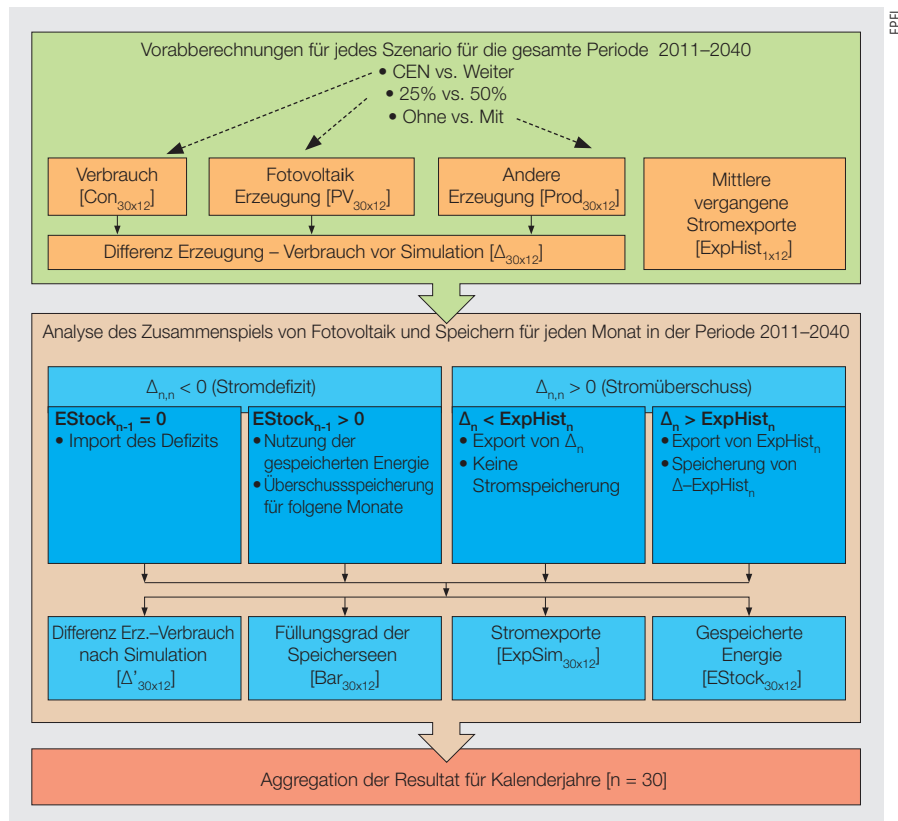 EPFL
Vorabberechnungen für jedes Szenario für die gesamte Periode 2011–2040
• CEN vs. Weiter
• 25% vs. 50%
• Ohne vs. Mit
Verbrauch
[Con30x12]
Fotovoltaik
Erzeugung [PV30x12]
Andere
Erzeugung [Prod30x12]
Mittlere
vergangene
Stromexporte
[ExpHist1x12]
Differenz Erzeugung – Verbrauch vor Simulation [Δ30x12]
Analyse des Zusammenspiels von Fotovoltaik und Speichern für jeden Monat in der Periode 2011–2040
Δn,n < 0 (Stromdefizit)
Δn,n > 0 (Stromüberschuss)
EStockn-1 = 0
• Import des Defizits
EStockn-1 > 0
• Nutzung der
gespeicherten Energie
• Überschussspeicherung
für folgene Monate
Δn < ExpHistn
• Export von Δn
• Keine
Stromspeicherung
Δn > ExpHistn
• Export von ExpHistn
• Speicherung von
Δ–ExpHistn
Differenz Erz.–Verbrauch
nach Simulation
[Δ'30x12]
Füllungsgrad der
Speicherseen
[Bar30x12]
Stromexporte
[ExpSim30x12]
Gespeicherte
Energie
[EStock30x12]
Aggregation der Resultat für Kalenderjahre [n = 30]